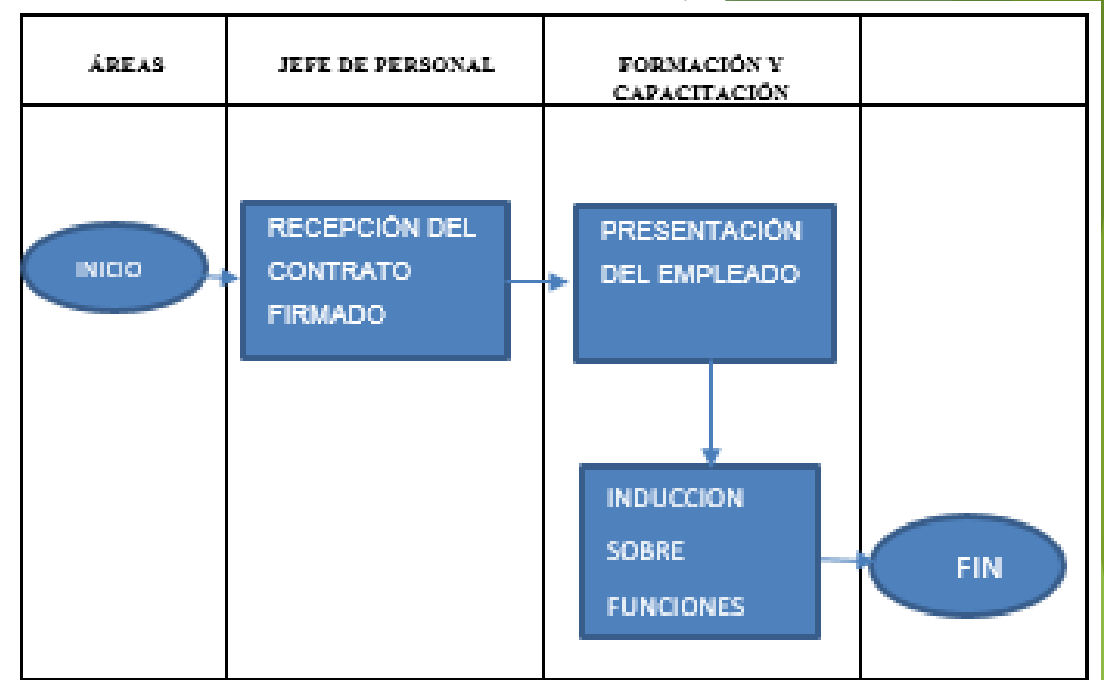 ÁREAS
JEFE DE PERSONAL
FORMACIÓN Y
CAPACITACIÓN
INICIO
RECEPCIÓN DEL
CONTRATO
FIRMADO
PRESENTACIÓN
DEL EMPLEADO
INDUCCION
SOBRE
FUNCIONES
FIN